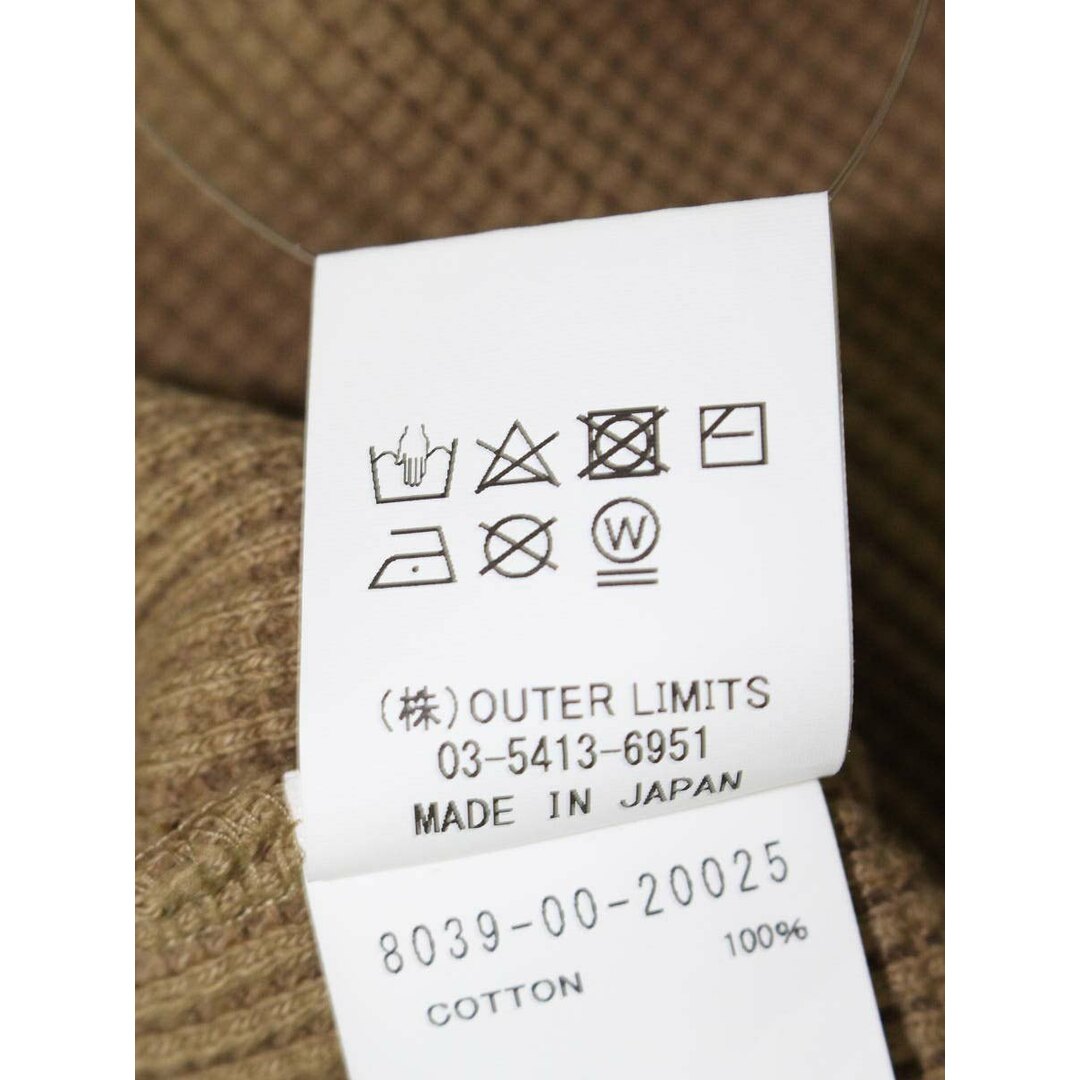 W
(株)OUTER LIMITS
03-5413-6951
MADE IN JAPAN
8039-00-20025
COTTON 100%